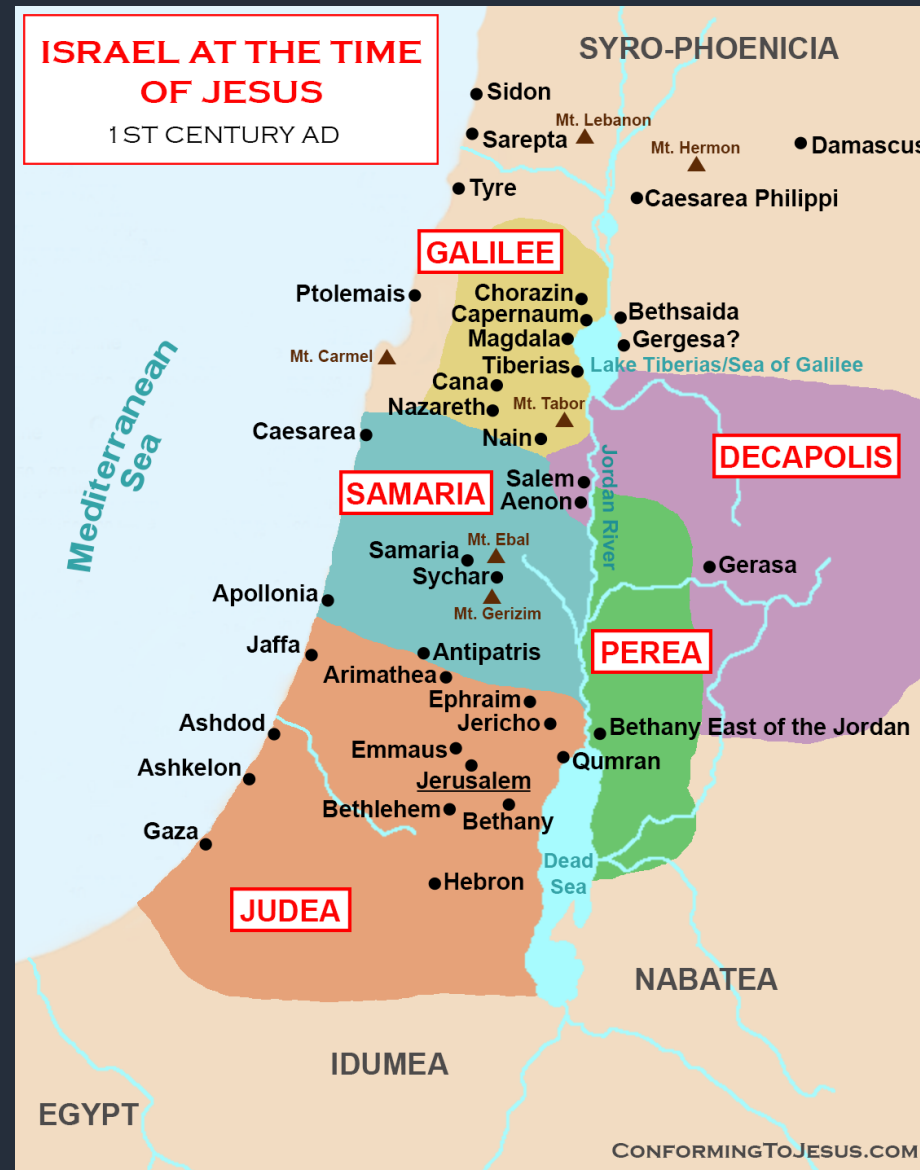 ISRAEL AT THE TIME
OF JESUS
1ST CENTURY AD
SYRO-PHOENICIA
Sidon
Mt. Lebanon
Sarepta
Mt. Hermon
Damascus
Tyre
Caesarea Philippi
GALILEE
Ptolemais
Chorazin
Capernaum
Bethsaida
Magdala
Gergesa?
Mt. Carmel
Tiberias
Lake Tiberias/Sea of Galilee
Cana
Nazareth
Mt. Tabor
Caesarea
Nain
Mediterranean
Sea
DECAPOLIS
Jordan River
SAMARIA
Salem
Aenon
Mt. Ebal
Samaria
Sychar
Gerasa
Apollonia
Mt. Gerizim
Jaffa
Antipatris
PEREA
Arimathea
Ephraim
Ashdod
Jericho
Bethany East of the Jordan
Emmaus
Qumran
Ashkelon
Jerusalem
Bethlehem
Bethany
Gaza
Dead
Sea
Hebron
JUDEA
NABATEA
IDUMEA
EGYPT
CONFORMINGTOJESUS.COM